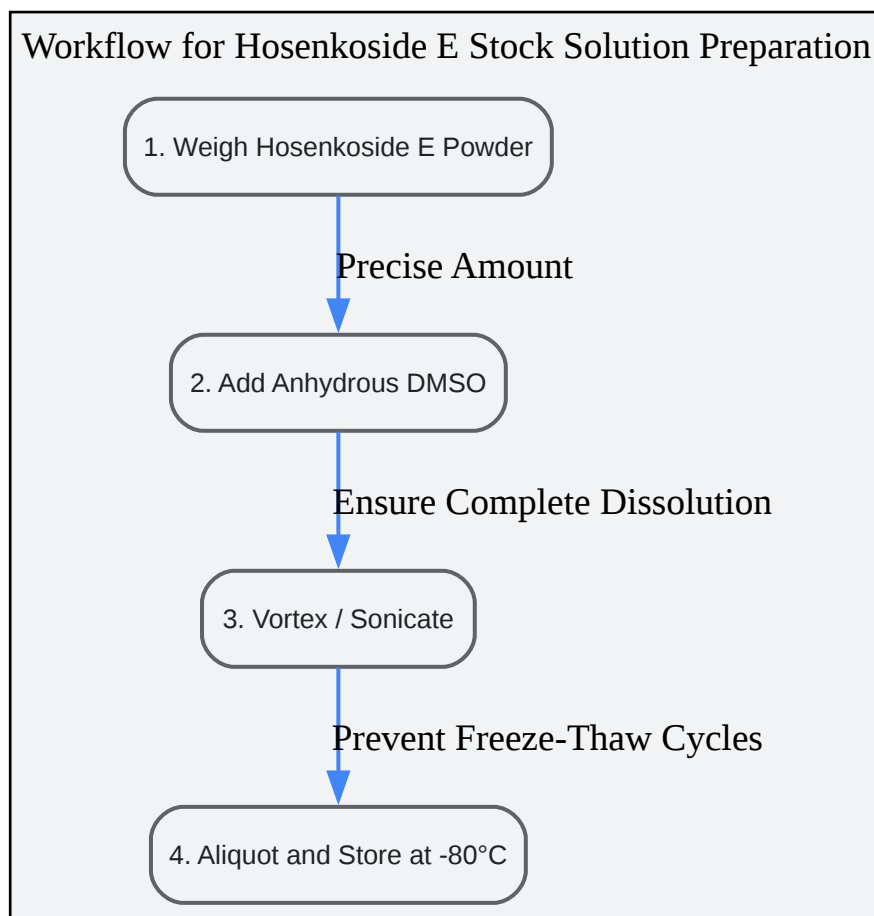 Workflow for Hosenkoside E Stock Solution Preparation
1. Weigh Hosenkoside E Powder
Precise Amount
2. Add Anhydrous DMSO
Ensure Complete Dissolution
3. Vortex / Sonicate
Prevent Freeze-Thaw Cycles
4. Aliquot and Store at -80°C